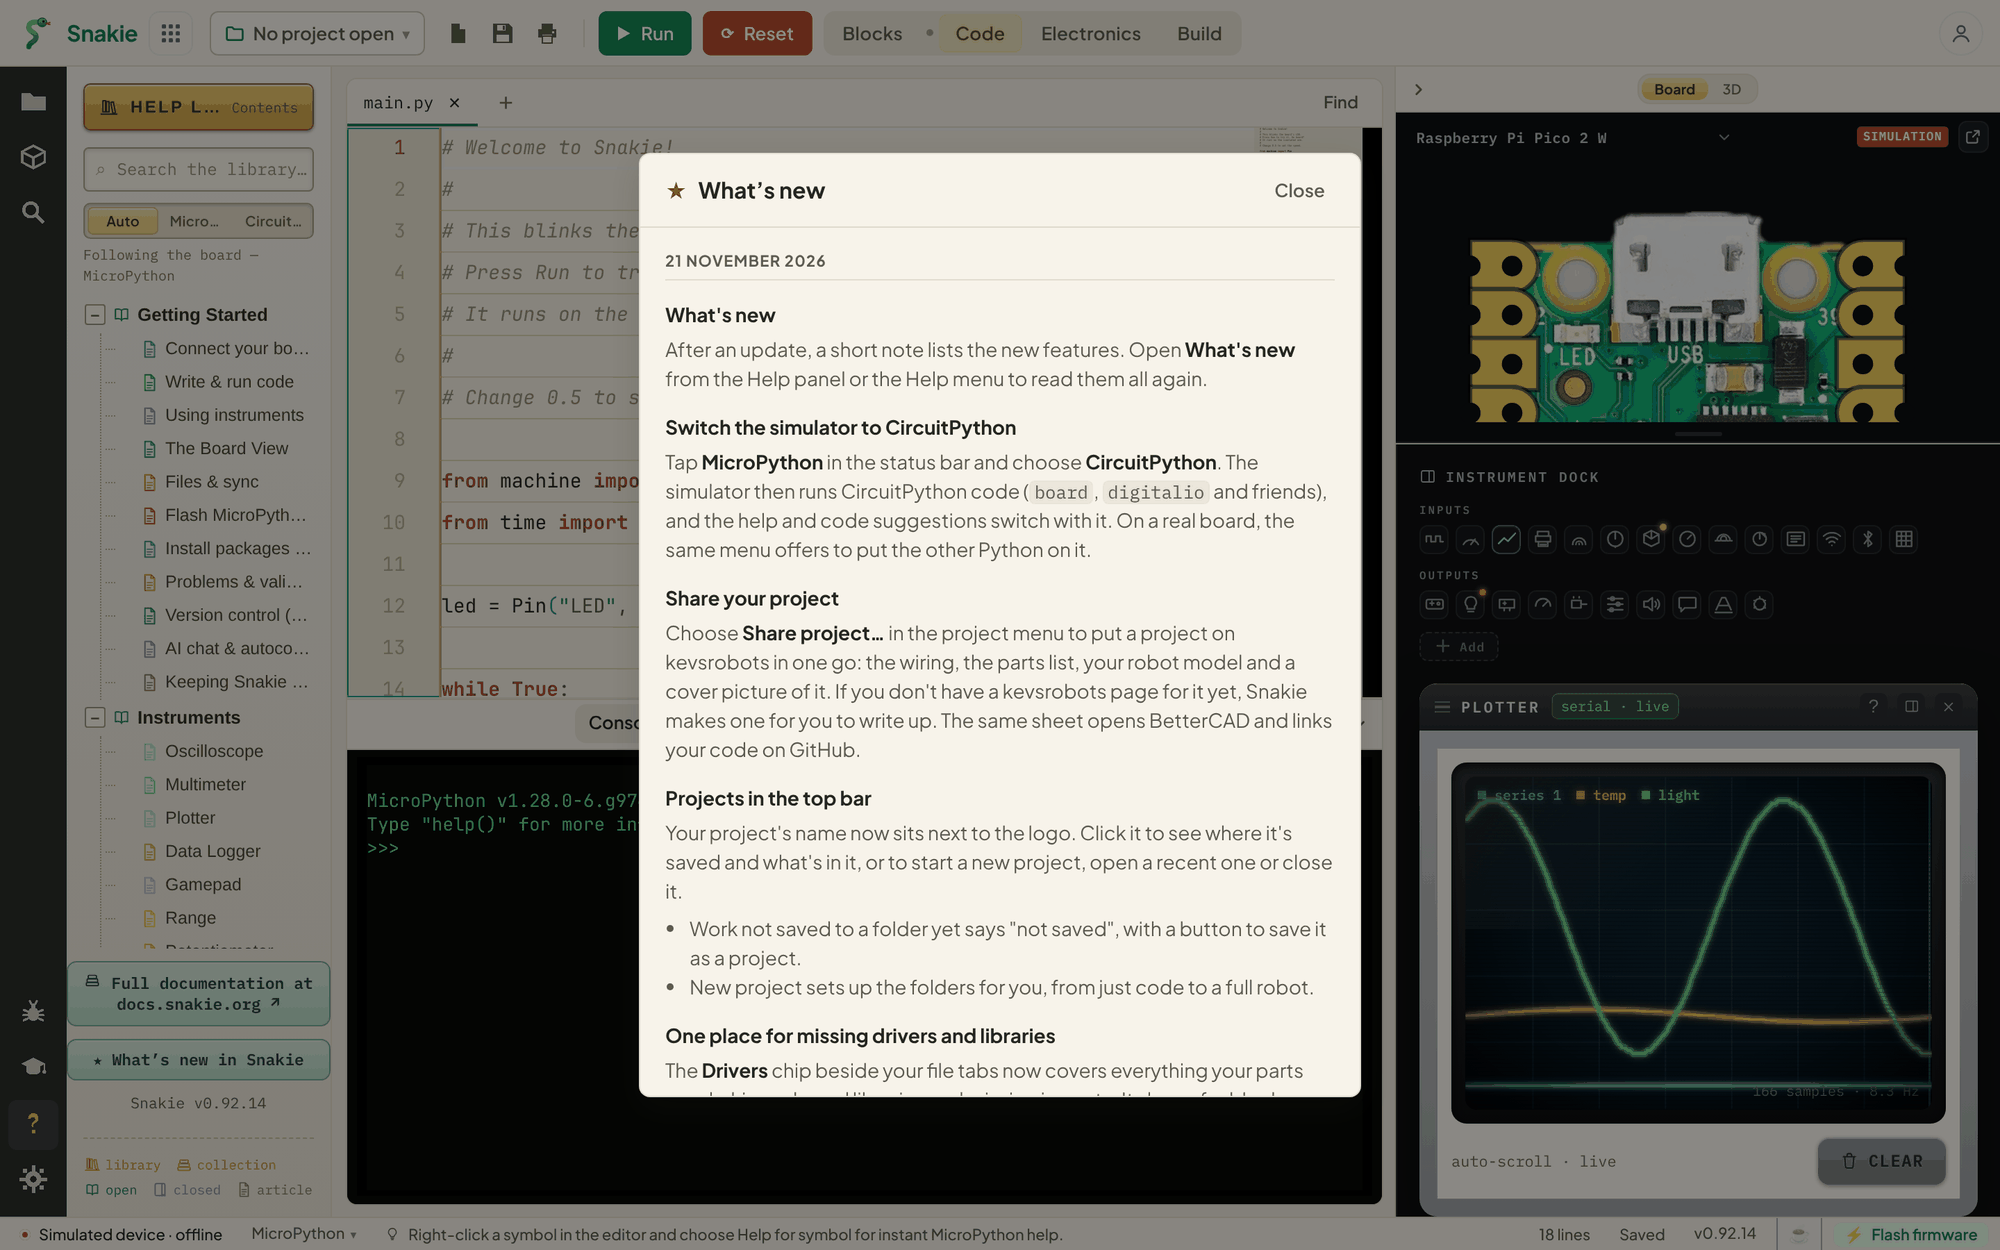 Snakie
No project open
Run
Reset
Blocks
Code
Electronics
Build
HELP L… Contents
Search the library…
Auto
Micro…
Circuit…
Following the board —
MicroPython
Getting Started
Connect your bo…
Write & run code
Using instruments
The Board View
Files & sync
Flash MicroPyth…
Install packages …
Problems & vali…
Version control (…
AI chat & autoco…
Keeping Snakie …
Instruments
Oscilloscope
Multimeter
Plotter
Data Logger
Gamepad
Range
Potentiometer
Full documentation at
docs.snakie.org ↗
★ What's new in Snakie
Snakie v0.92.14
library
collection
open
closed
article
main.py ×
+
Find
1 # Welcome to Snakie!
2 #
3 # This blinks the
4 # Press Run to tr
5 # It runs on the
6 #
7 # Change 0.5 to s
8
9 from machine impo
10 from time import
11
12 led = Pin("LED",
13
14 while True:
Conso
MicroPython v1.28.0-6.g97
Type "help()" for more in
>>>
★ What’s new
Close
21 NOVEMBER 2026
What's new
After an update, a short note lists the new features. Open What's new
from the Help panel or the Help menu to read them all again.
Switch the simulator to CircuitPython
Tap MicroPython in the status bar and choose CircuitPython. The
simulator then runs CircuitPython code (board, digitalio and friends),
and the help and code suggestions switch with it. On a real board, the
same menu offers to put the other Python on it.
Share your project
Choose Share project… in the project menu to put a project on
kevsrobots in one go: the wiring, the parts list, your robot model and a
cover picture of it. If you don't have a kevsrobots page for it yet, Snakie
makes one for you to write up. The same sheet opens BetterCAD and links
your code on GitHub.
Projects in the top bar
Your project's name now sits next to the logo. Click it to see where it's
saved and what's in it, or to start a new project, open a recent one or close
it.
• Work not saved to a folder yet says "not saved", with a button to save it
as a project.
• New project sets up the folders for you, from just code to a full robot.
One place for missing drivers and libraries
The Drivers chip beside your file tabs now covers everything your parts
Board
3D
Raspberry Pi Pico 2 W
SIMULATION
LED
USB
2
39
INSTRUMENT DOCK
INPUTS
OUTPUTS
+ Add
PLOTTER
serial · live
?
×
series 1
temp
light
166 samples · 8.3 Hz
auto-scroll · live
CLEAR
Simulated device · offline
MicroPython
Right-click a symbol in the editor and choose Help for symbol for instant MicroPython help.
18 lines
Saved
v0.92.14
Flash firmware